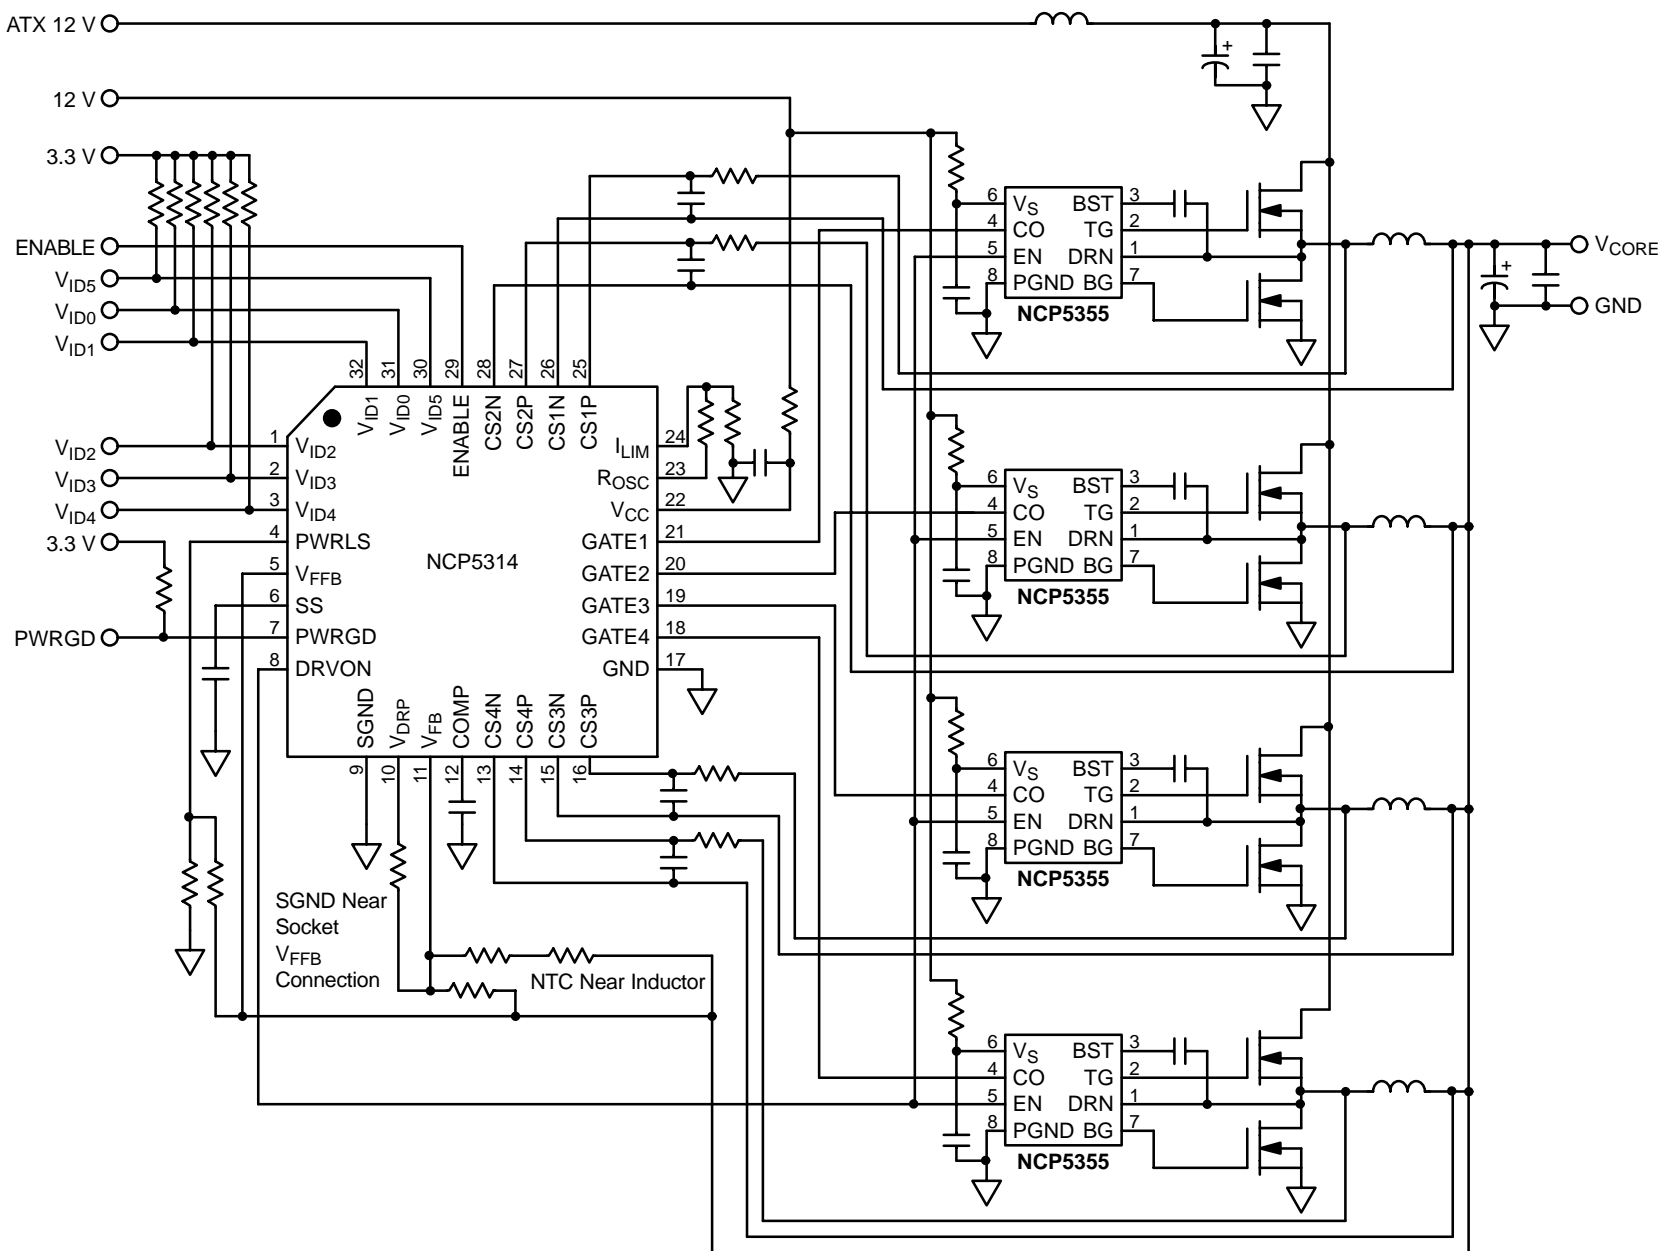 ATX 12 V
12 V
3.3 V
ENABLE
VID5
VID0
VID1
VID2
VID3
VID4
3.3 V
PWRGD
32
31
30
29
28
27
26
25
VID1
VID0
VID5
ENABLE
CS2N
CS2P
CS1N
CS1P
1 VID2
2 VID3
3 VID4
4 PWRLS
5 VFFB
6 SS
7 PWRGD
8 DRVON
NCP5314
ILIM 24
ROSC 23
VCC 22
GATE1 21
GATE2 20
GATE3 19
GATE4 18
GND 17
SGND
VDRP
VFB
COMP
CS4N
CS4P
CS3N
CS3P
9
10
11
12
13
14
15
16
SGND Near
Socket
VFFB
Connection
NTC Near Inductor
+
6 VS BST 3
4 CO TG 2
5 EN DRN 1
8 PGND BG 7
NCP5355
VCORE
+
GND
6 VS BST 3
4 CO TG 2
5 EN DRN 1
8 PGND BG 7
NCP5355
6 VS BST 3
4 CO TG 2
5 EN DRN 1
8 PGND BG 7
NCP5355
6 VS BST 3
4 CO TG 2
5 EN DRN 1
8 PGND BG 7
NCP5355